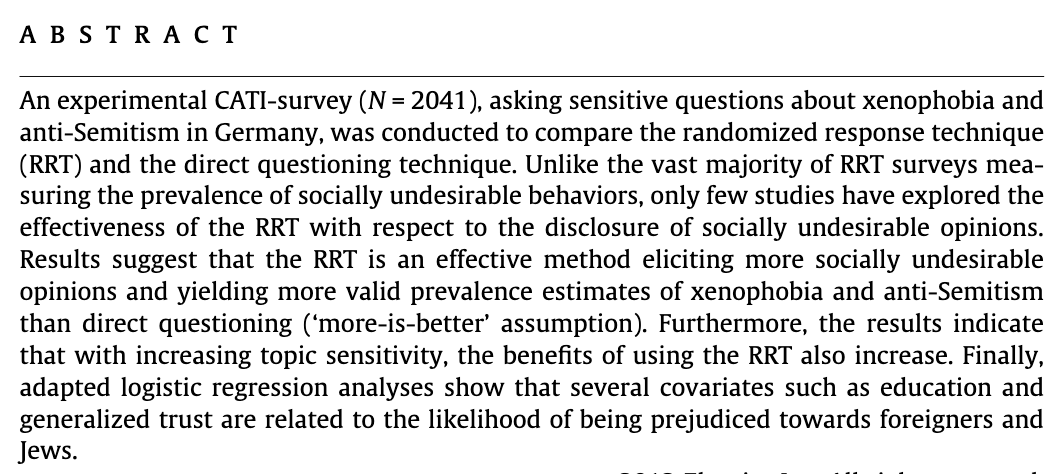 A B S T R A C T
An experimental CATI-survey (N = 2041), asking sensitive questions about xenophobia and
anti-Semitism in Germany, was conducted to compare the randomized response technique
(RRT) and the direct questioning technique. Unlike the vast majority of RRT surveys mea-
suring the prevalence of socially undesirable behaviors, only few studies have explored the
effectiveness of the RRT with respect to the disclosure of socially undesirable opinions.
Results suggest that the RRT is an effective method eliciting more socially undesirable
opinions and yielding more valid prevalence estimates of xenophobia and anti-Semitism
than direct questioning (‘more-is-better’ assumption). Furthermore, the results indicate
that with increasing topic sensitivity, the benefits of using the RRT also increase. Finally,
adapted logistic regression analyses show that several covariates such as education and
generalized trust are related to the likelihood of being prejudiced towards foreigners and
Jews.